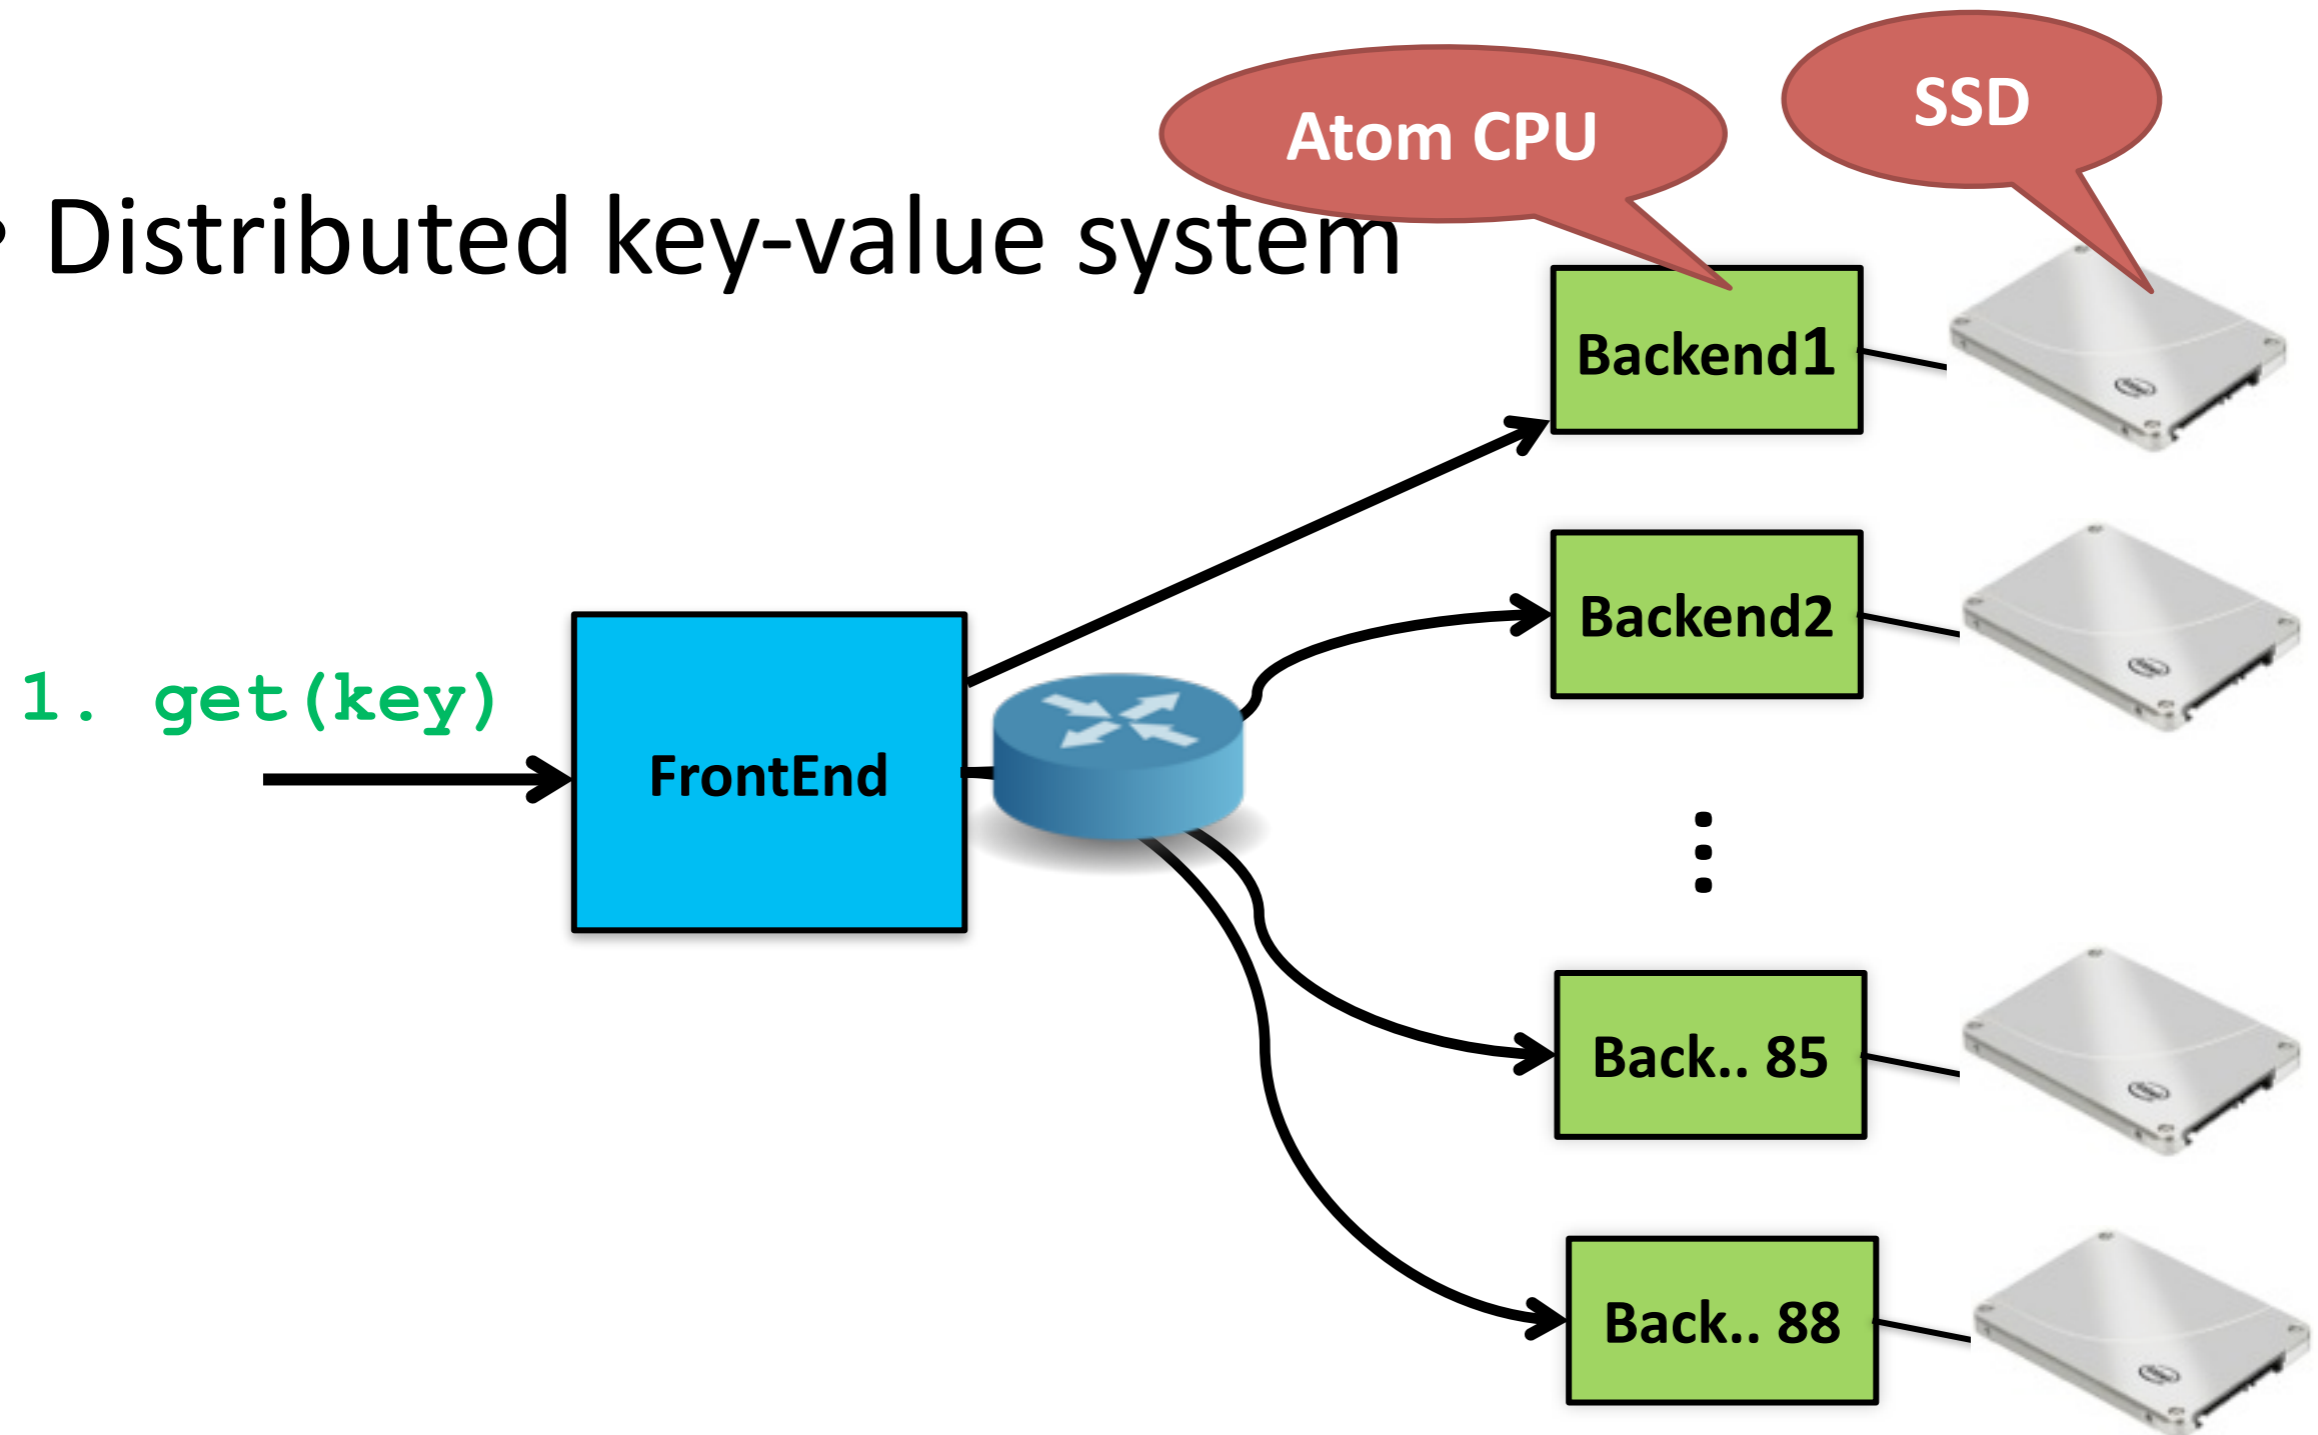 Atom CPU
SSD
• Distributed key-value system
Backend1
Backend2
1. get(key)
FrontEnd
Back.. 85
Back.. 88